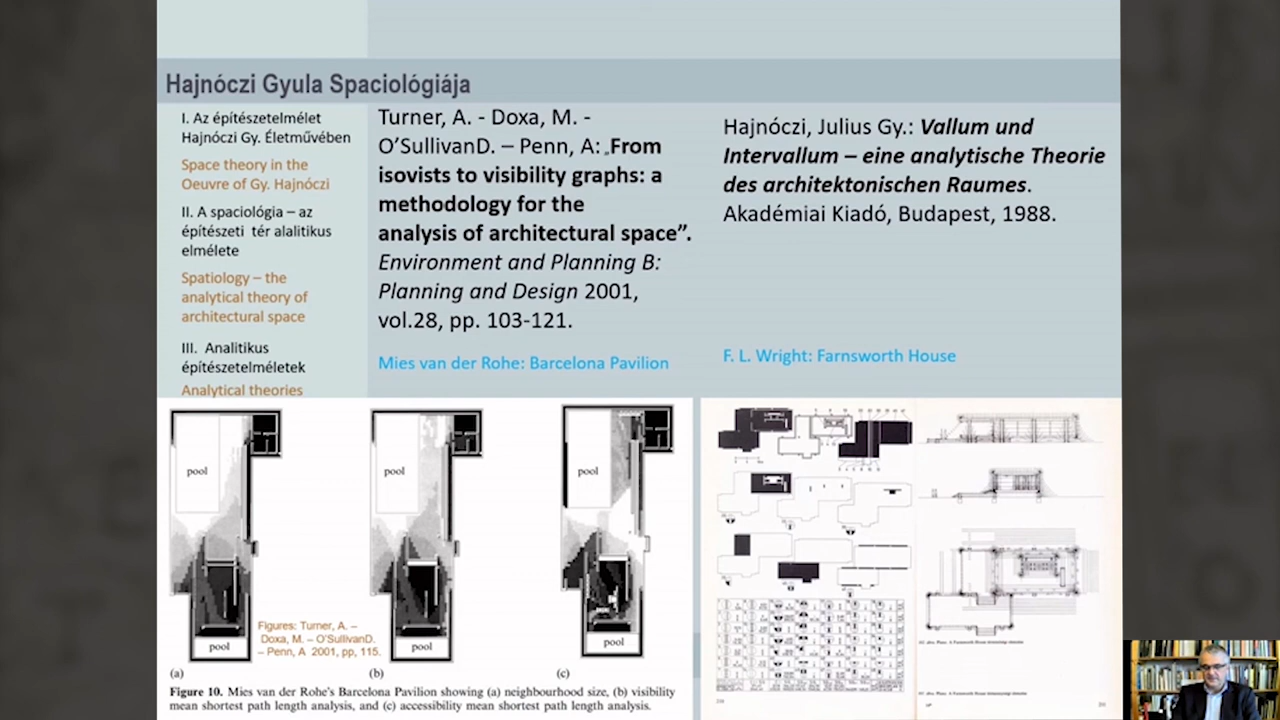 Hajnóczi Gyula Spaciológiája
I. Az építészetelmélet
Hajnóczi Gy. Életművében
Space theory in the
Oeuvre of Gy. Hajnóczi
II. A spaciológia – az
építészeti tér alalitikus
elmélete
Spatiology – the
analytical theory of
architectural space
III. Analitikus
építészetelméletek
Analytical theories
Turner, A. - Doxa, M. -
O’SullivanD. – Penn, A: „From
isovists to visibility graphs: a
methodology for the
analysis of architectural space”.
Environment and Planning B:
Planning and Design 2001,
vol.28, pp. 103-121.
Mies van der Rohe: Barcelona Pavilion
Hajnóczi, Julius Gy.: Vallum und
Intervallum – eine analytische Theorie
des architektonischen Raumes.
Akadémiai Kiadó, Budapest, 1988.
F. L. Wright: Farnsworth House
pool
pool
pool
pool
pool
pool
Figures: Turner, A. –
Doxa, M. – O’SullivanD.
– Penn, A 2001, pp, 115.
(a)
(b)
(c)
Figure 10. Mies van der Rohe's Barcelona Pavilion showing (a) neighbourhood size, (b) visibility
mean shortest path length analysis, and (c) accessibility mean shortest path length analysis.